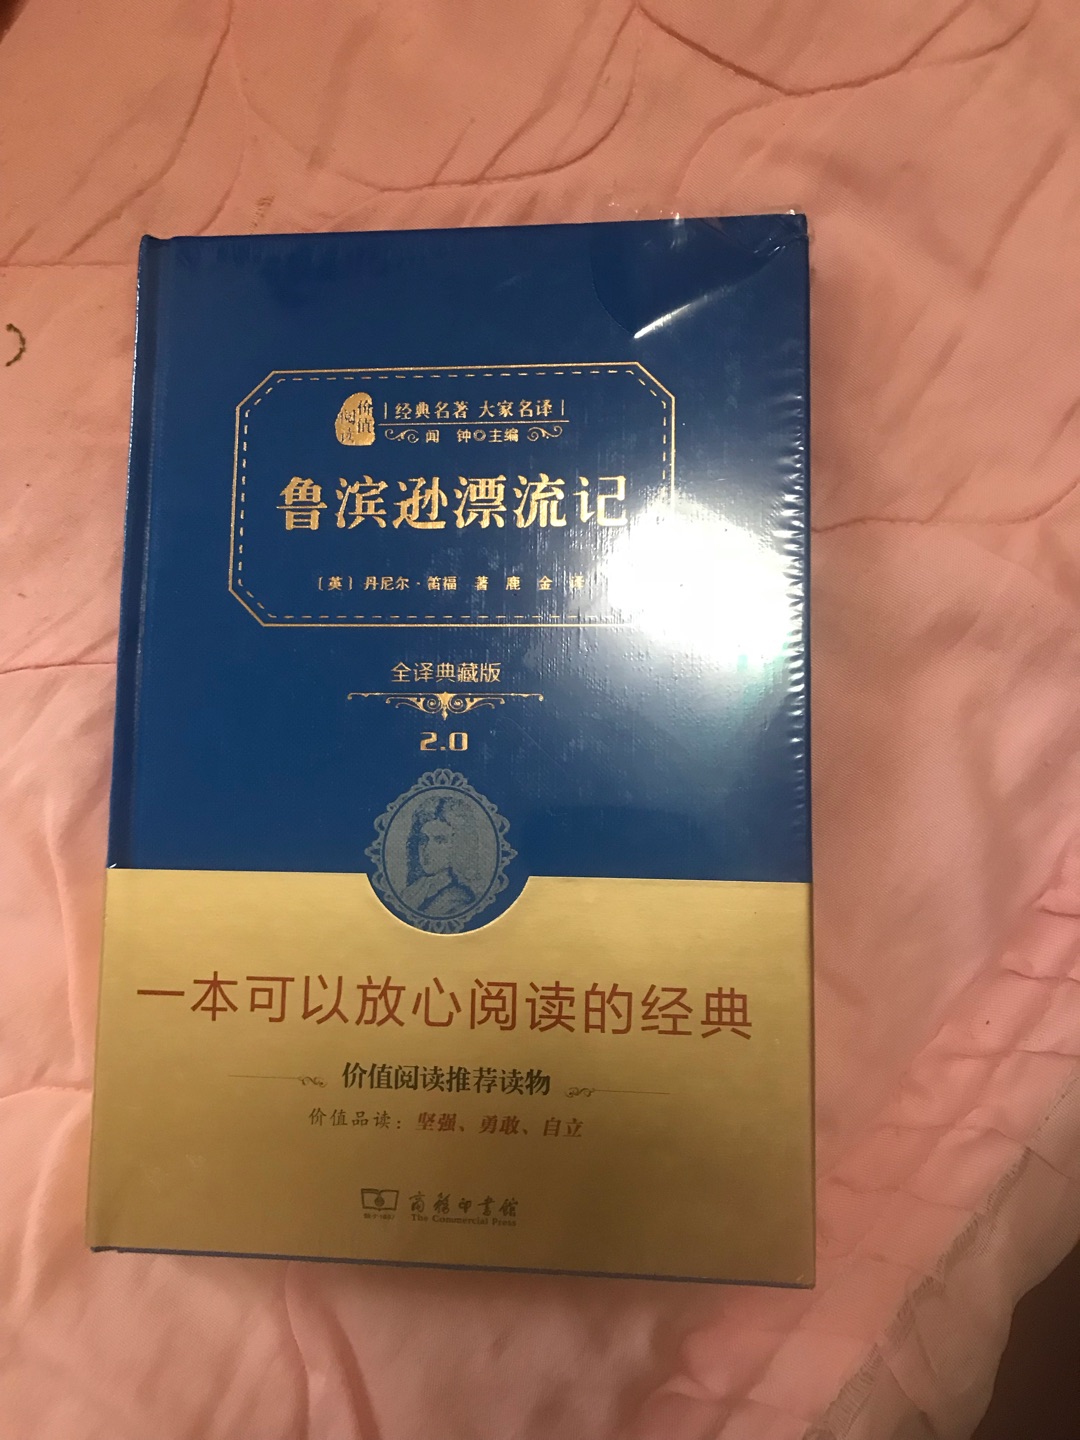 价值阅读
经典名著 大家名译
闻 钟◎主编
鲁滨逊漂流记
〔英〕丹尼尔·笛福 著 鹿 金 译
全译典藏版
2.0
一本可以放心阅读的经典
价值阅读推荐读物
价值品读：坚强、勇敢、自立
商務印書館
The Commercial Press